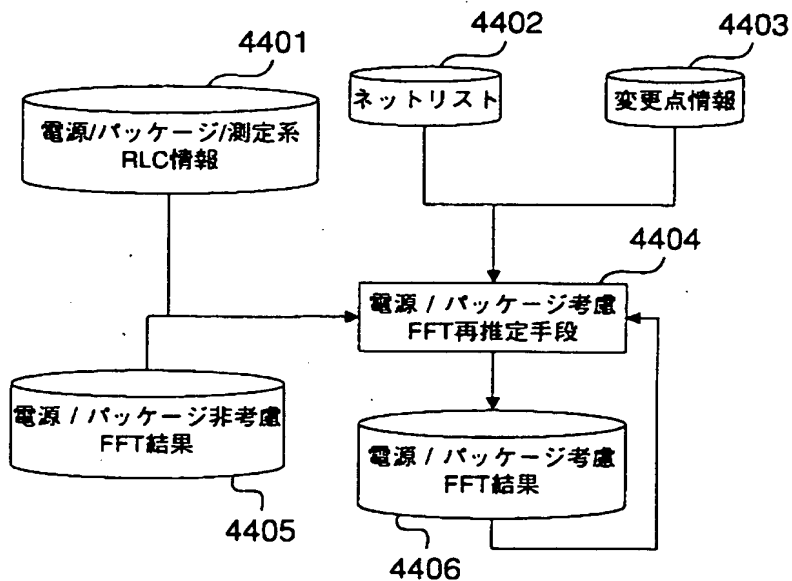 4401
4402
4403
電源/パッケージ/測定系
RLC情報
ネットリスト
変更点情報
4404
電源 / パッケージ考慮
FFT再推定手段
電源 / パッケージ非考慮
FFT結果
電源 / パッケージ考慮
FFT結果
4405
4406